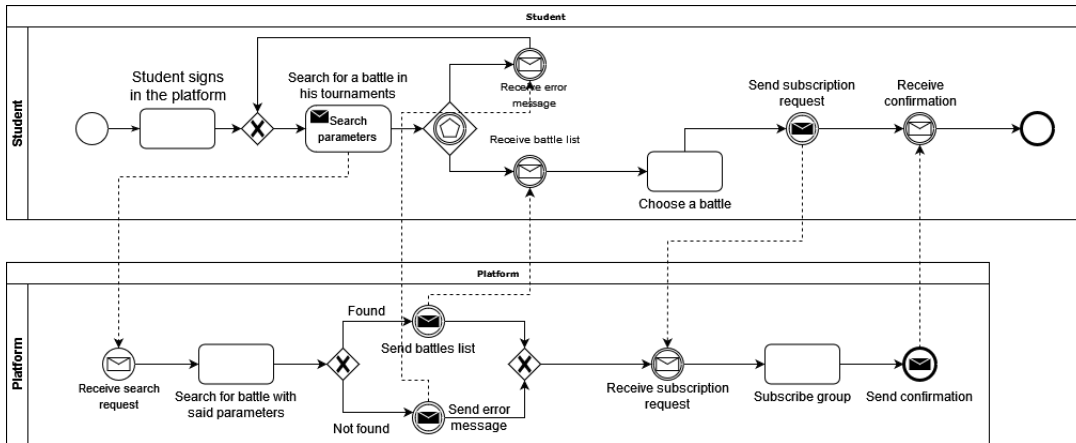 Student
Student
Student signs
in the platform
Search for a battle in
his tournaments
Search
parameters
Receive error
message
Receive battle list
Choose a battle
Send subscription
request
Receive
confirmation
Platform
Platform
Receive search
request
Search for battle with
said parameters
Found
Not found
Send battles list
Send error
message
Receive subscription
request
Subscribe group
Send confirmation